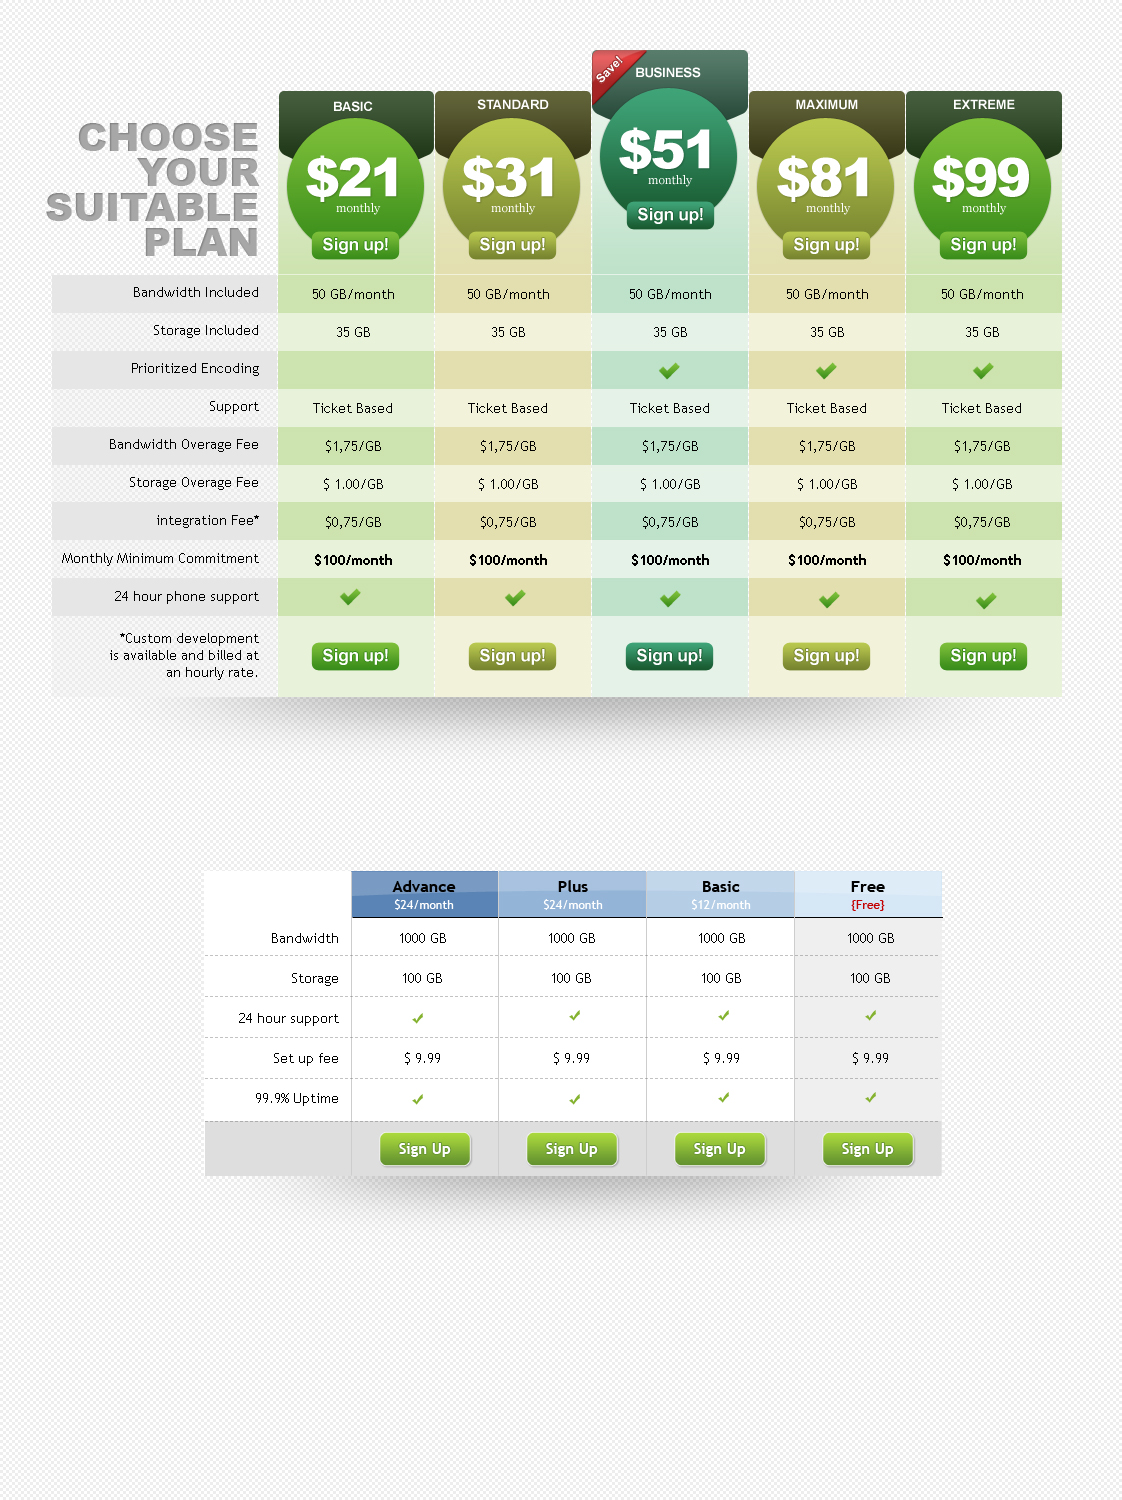 Save!
BUSINESS
BASIC
STANDARD
MAXIMUM
EXTREME
CHOOSE
YOUR
SUITABLE
PLAN
$21
monthly
Sign up!
$31
monthly
Sign up!
$51
monthly
Sign up!
$81
monthly
Sign up!
$99
monthly
Sign up!
Bandwidth Included 50 GB/month 50 GB/month 50 GB/month 50 GB/month 50 GB/month
Storage Included 35 GB 35 GB 35 GB 35 GB 35 GB
Prioritized Encoding
Support Ticket Based Ticket Based Ticket Based Ticket Based Ticket Based
Bandwidth Overage Fee $1,75/GB $1,75/GB $1,75/GB $1,75/GB $1,75/GB
Storage Overage Fee $ 1.00/GB $ 1.00/GB $ 1.00/GB $ 1.00/GB $ 1.00/GB
integration Fee* $0,75/GB $0,75/GB $0,75/GB $0,75/GB $0,75/GB
Monthly Minimum Commitment $100/month $100/month $100/month $100/month $100/month
24 hour phone support
*Custom development
is available and billed at
an hourly rate.
Sign up! Sign up! Sign up! Sign up! Sign up!
Advance Plus Basic Free
$24/month $24/month $12/month {Free}
Bandwidth 1000 GB 1000 GB 1000 GB 1000 GB
Storage 100 GB 100 GB 100 GB 100 GB
24 hour support
Set up fee $ 9.99 $ 9.99 $ 9.99 $ 9.99
99.9% Uptime
Sign Up Sign Up Sign Up Sign Up